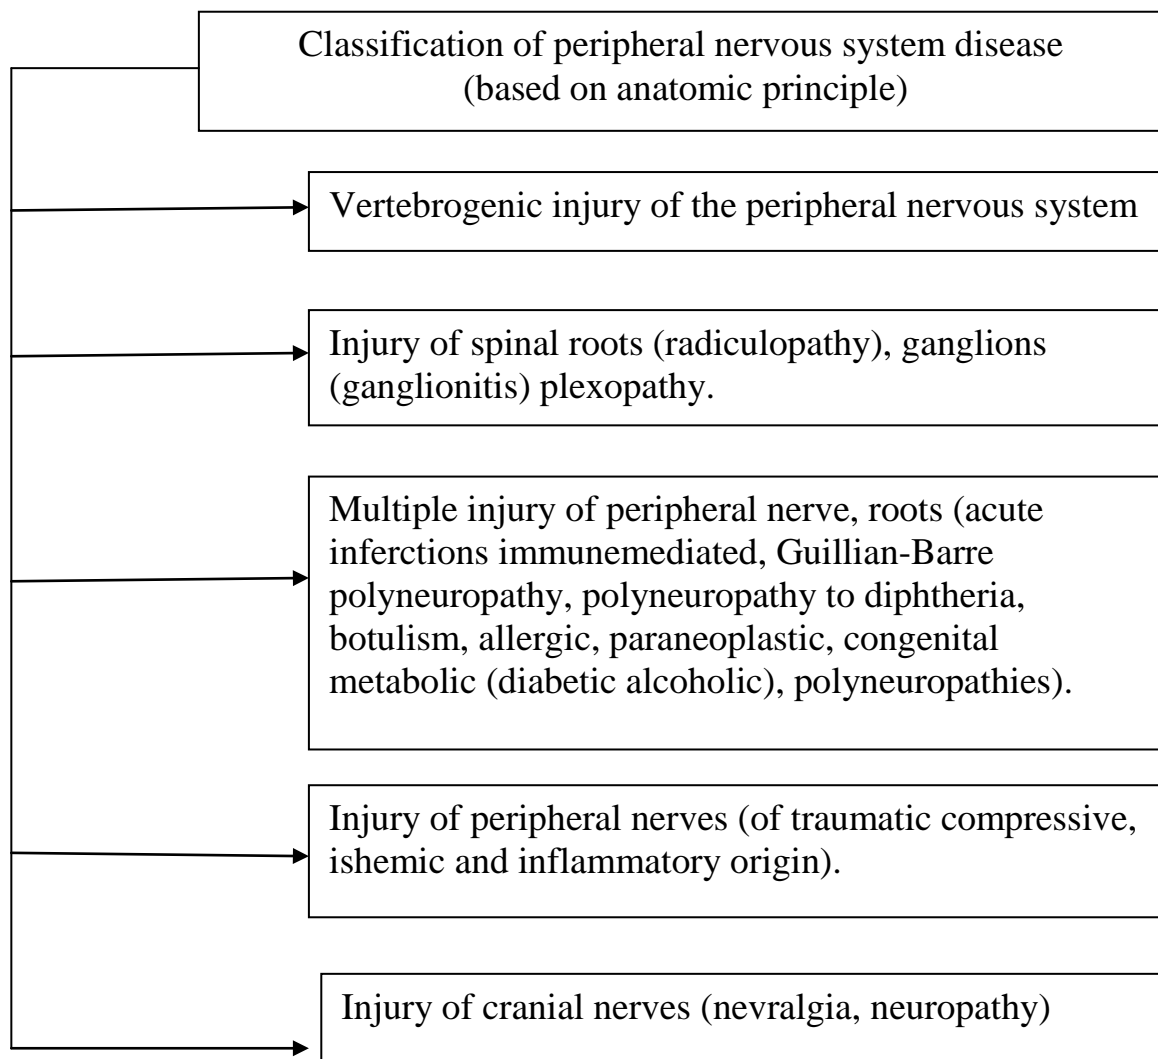 Classification of peripheral nervous system disease
(based on anatomic principle)
Vertebrogenic injury of the peripheral nervous system
Injury of spinal roots (radiculopathy), ganglions
(ganglionitis) plexopathy.
Multiple injury of peripheral nerve, roots (acute
inferctions immunemediated, Guillian-Barre
polyneuropathy, polyneuropathy to diphtheria,
botulism, allergic, paraneoplastic, congenital
metabolic (diabetic alcoholic), polyneuropathies).
Injury of peripheral nerves (of traumatic compressive,
ishemic and inflammatory origin).
Injury of cranial nerves (nevralgia, neuropathy)